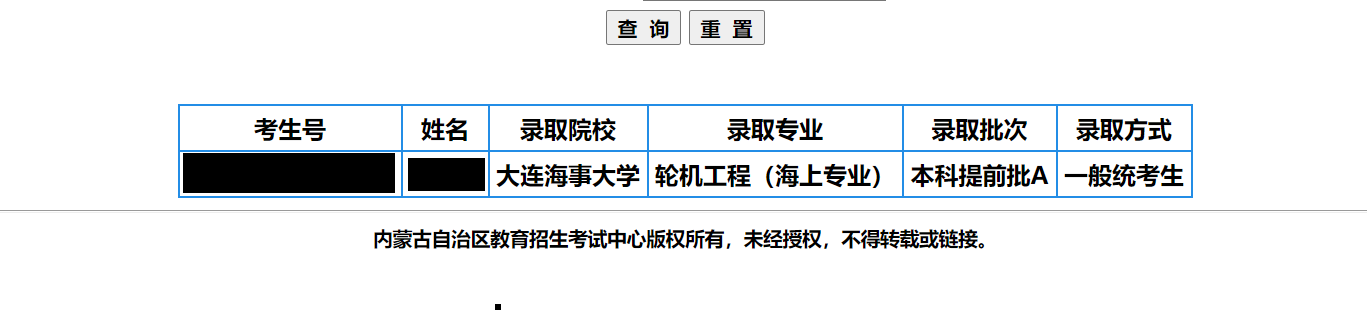 查 询 重 置
考生号 姓名 录取院校 录取专业 录取批次 录取方式
大连海事大学 轮机工程（海上专业） 本科提前批A 一般统考生
内蒙古自治区教育招生考试中心版权所有，未经授权，不得转载或链接。